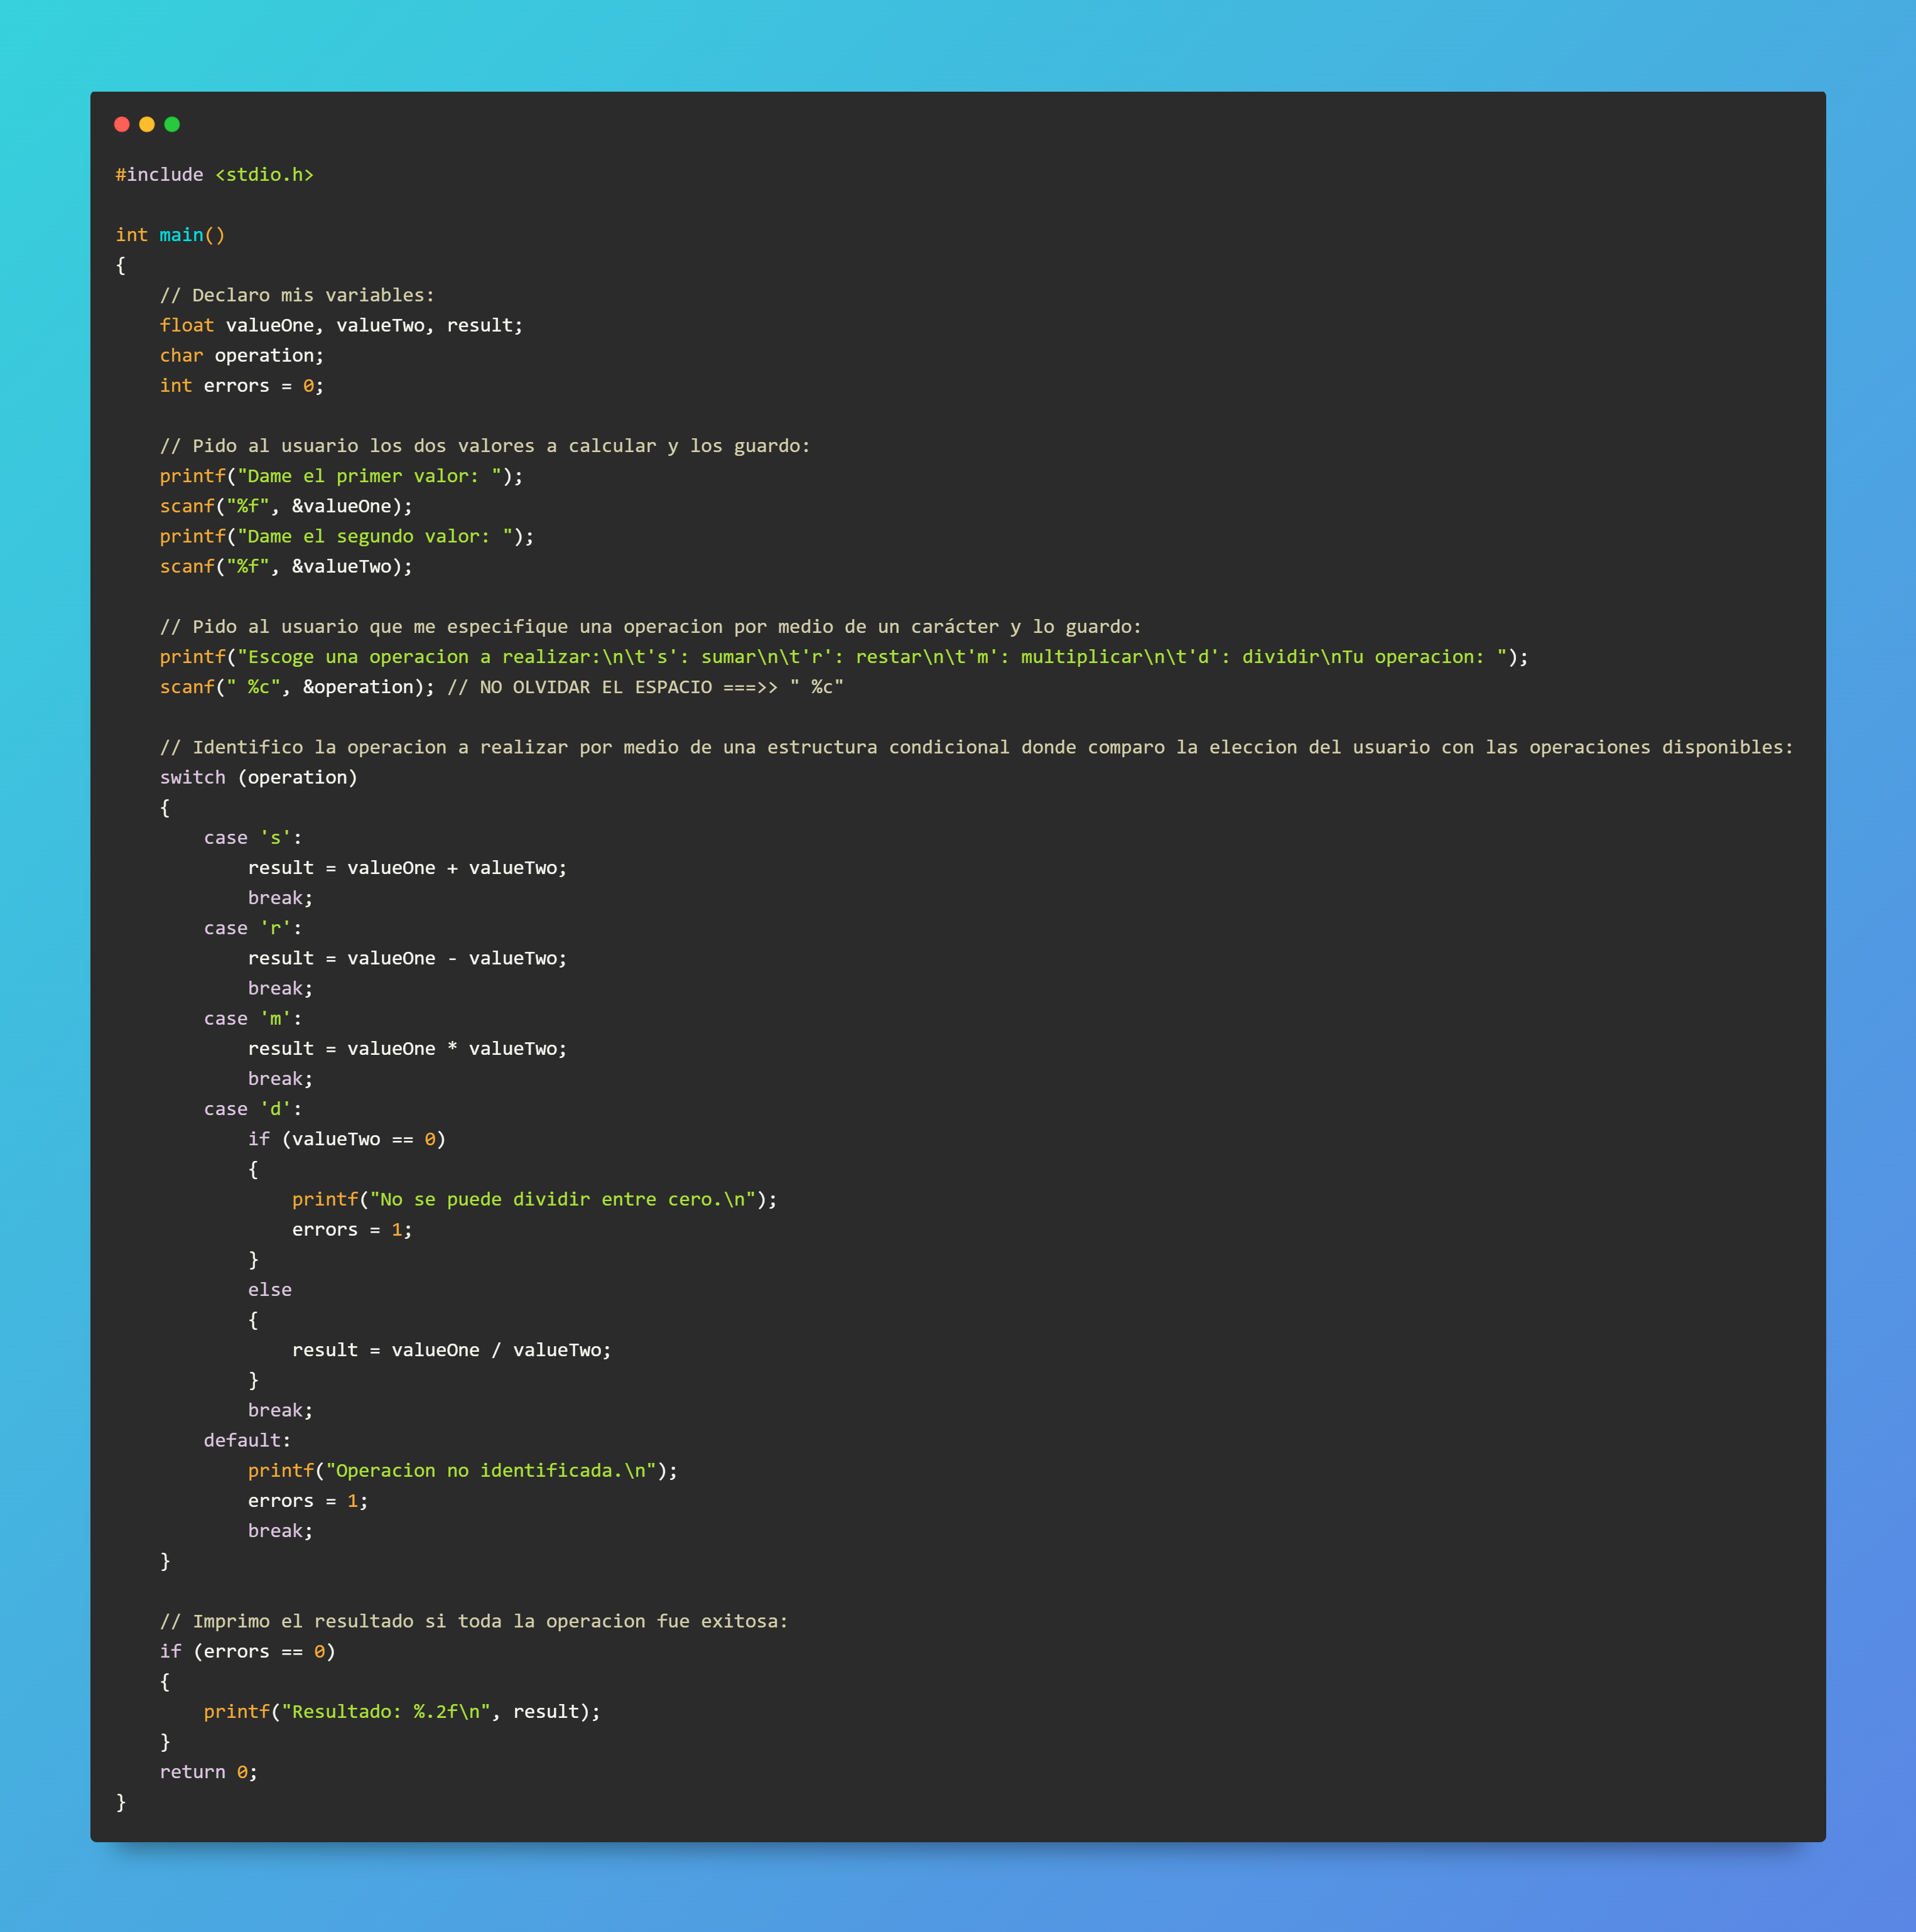 #include <stdio.h>

int main()
{
    // Declaro mis variables:
    float valueOne, valueTwo, result;
    char operation;
    int errors = 0;

    // Pido al usuario los dos valores a calcular y los guardo:
    printf("Dame el primer valor: ");
    scanf("%f", &valueOne);
    printf("Dame el segundo valor: ");
    scanf("%f", &valueTwo);

    // Pido al usuario que me especifique una operacion por medio de un carácter y lo guardo:
    printf("Escoge una operacion a realizar:\n\t's': sumar\n\t'r': restar\n\t'm': multiplicar\n\t'd': dividir\nTu operacion: ");
    scanf(" %c", &operation); // NO OLVIDAR EL ESPACIO ===>> " %c"

    // Identifico la operacion a realizar por medio de una estructura condicional donde comparo la eleccion del usuario con las operaciones disponibles:
    switch (operation)
    {
        case 's':
            result = valueOne + valueTwo;
            break;
        case 'r':
            result = valueOne - valueTwo;
            break;
        case 'm':
            result = valueOne * valueTwo;
            break;
        case 'd':
            if (valueTwo == 0)
            {
                printf("No se puede dividir entre cero.\n");
                errors = 1;
            }
            else
            {
                result = valueOne / valueTwo;
            }
            break;
        default:
            printf("Operacion no identificada.\n");
            errors = 1;
            break;
    }

    // Imprimo el resultado si toda la operacion fue exitosa:
    if (errors == 0)
    {
        printf("Resultado: %.2f\n", result);
    }
    return 0;
}